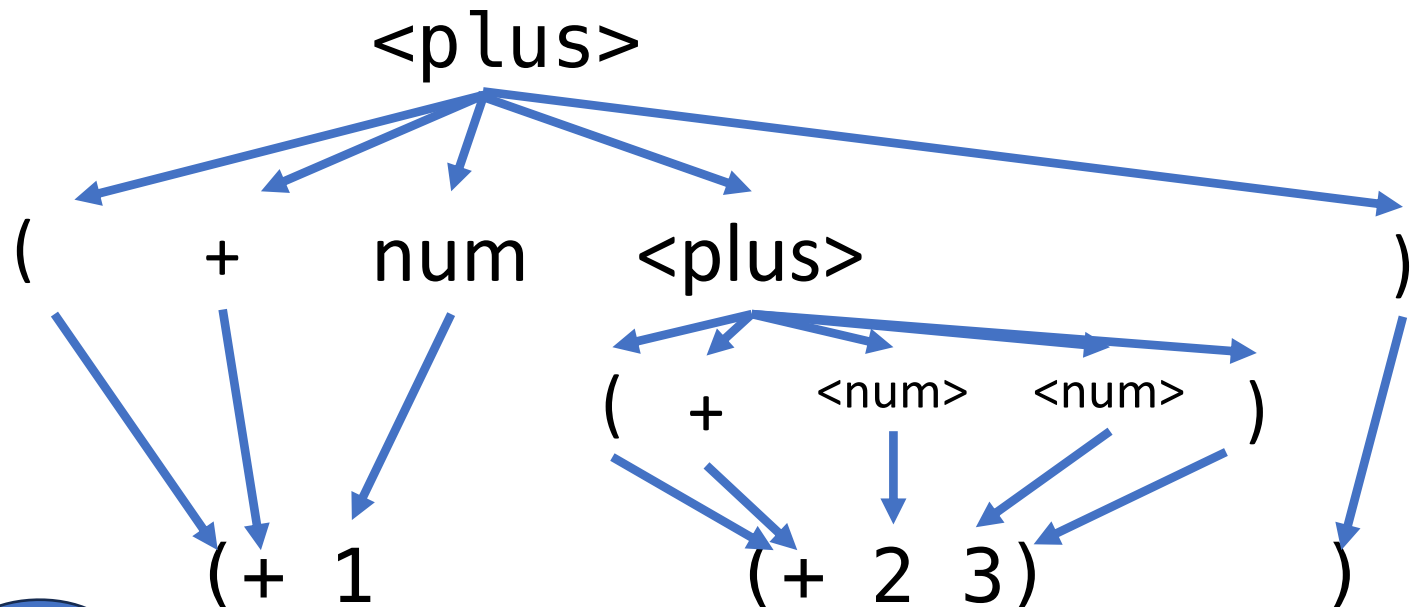 <plus>
( + num <plus> )
( + <num> <num> )
(+ 1 (+ 2 3) )